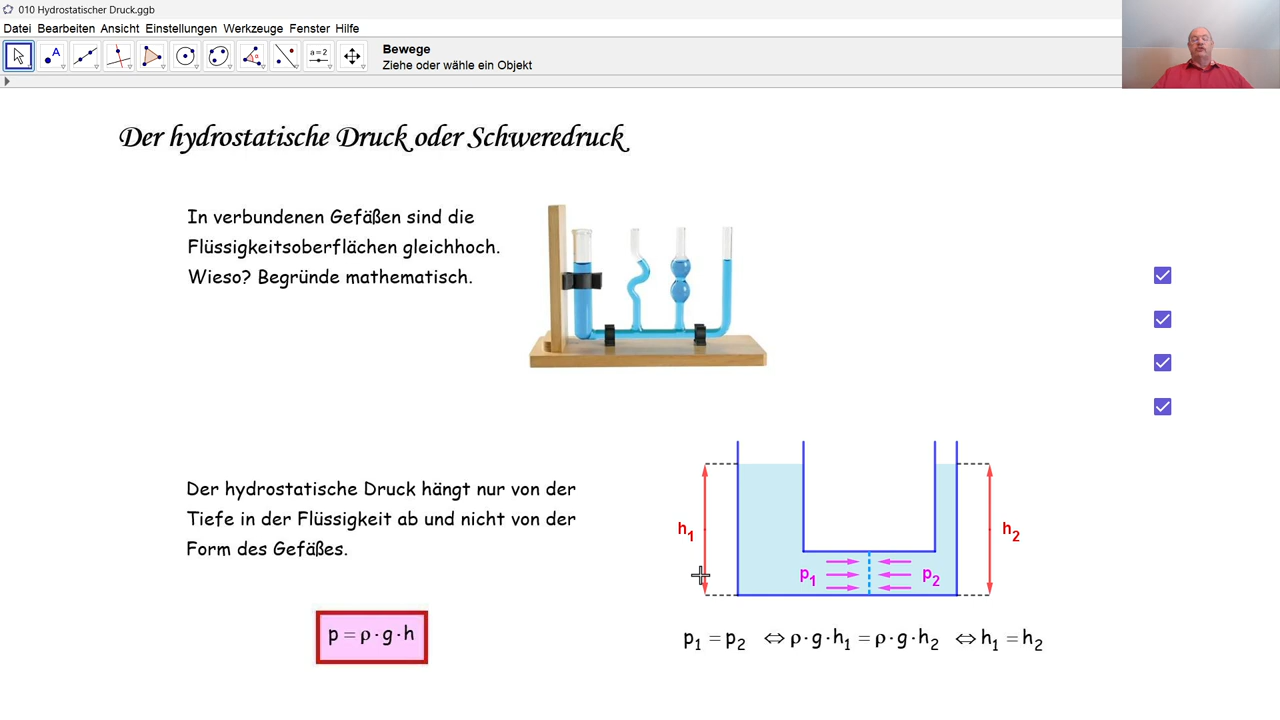 010 Hydrostatischer Druck.ggb
Datei Bearbeiten Ansicht Einstellungen Werkzeuge Fenster Hilfe
A
a=2
Bewege
Ziehe oder wähle ein Objekt
Der hydrostatische Druck oder Schweredruck
In verbundenen Gefäßen sind die
Flüssigkeitsoberflächen gleichhoch.
Wieso? Begründe mathematisch.
Der hydrostatische Druck hängt nur von der
Tiefe in der Flüssigkeit ab und nicht von der
Form des Gefäßes.
p = ρ · g · h
h₁
h₂
p₁
p₂
p₁ = p₂ ⇔ ρ · g · h₁ = ρ · g · h₂ ⇔ h₁ = h₂